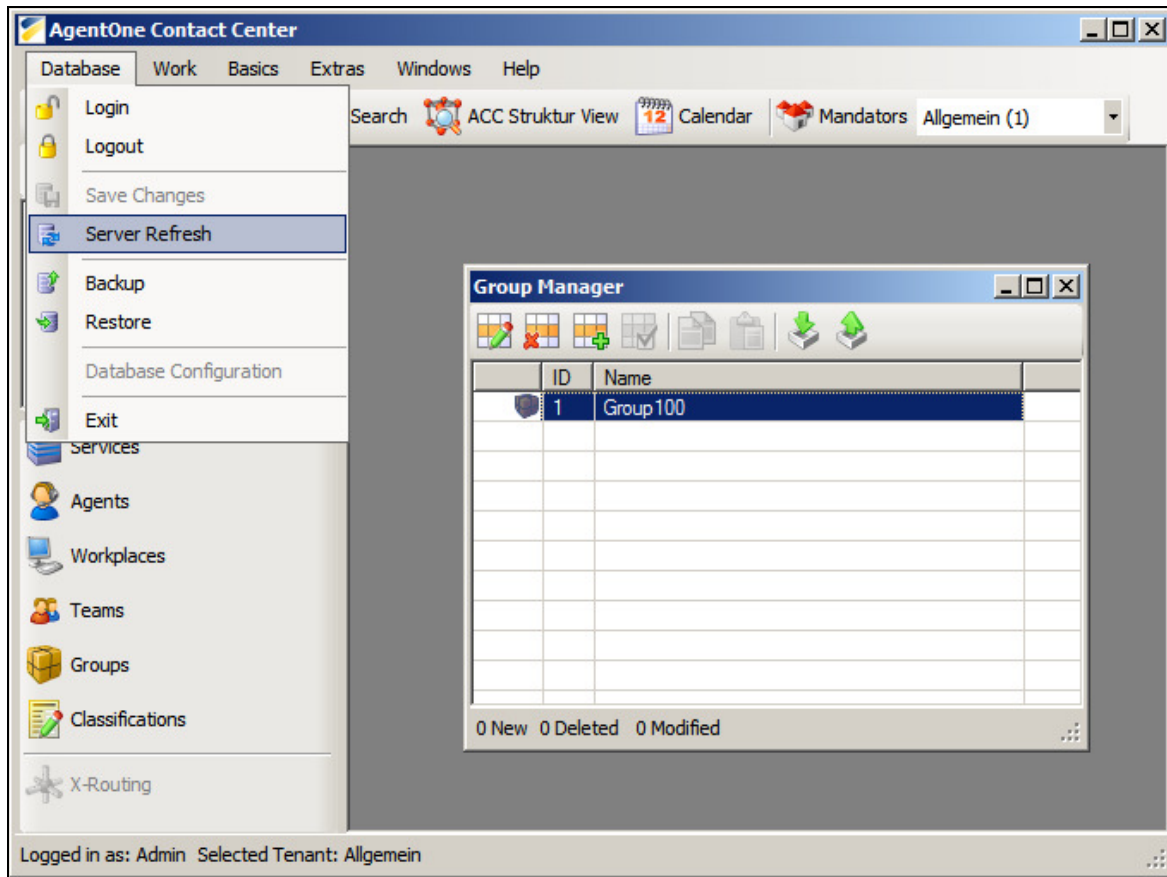 AgentOne Contact Center
Database Work Basics Extras Windows Help
Search ACC Struktur View 12 Calendar Mandators Allgemein (1)
Login
Logout
Save Changes
Server Refresh
Backup
Restore
Database Configuration
Exit
Services
Agents
Workplaces
Teams
Groups
Classifications
X-Routing
Group Manager
ID Name
1 Group100
0 New 0 Deleted 0 Modified
Logged in as: Admin Selected Tenant: Allgemein